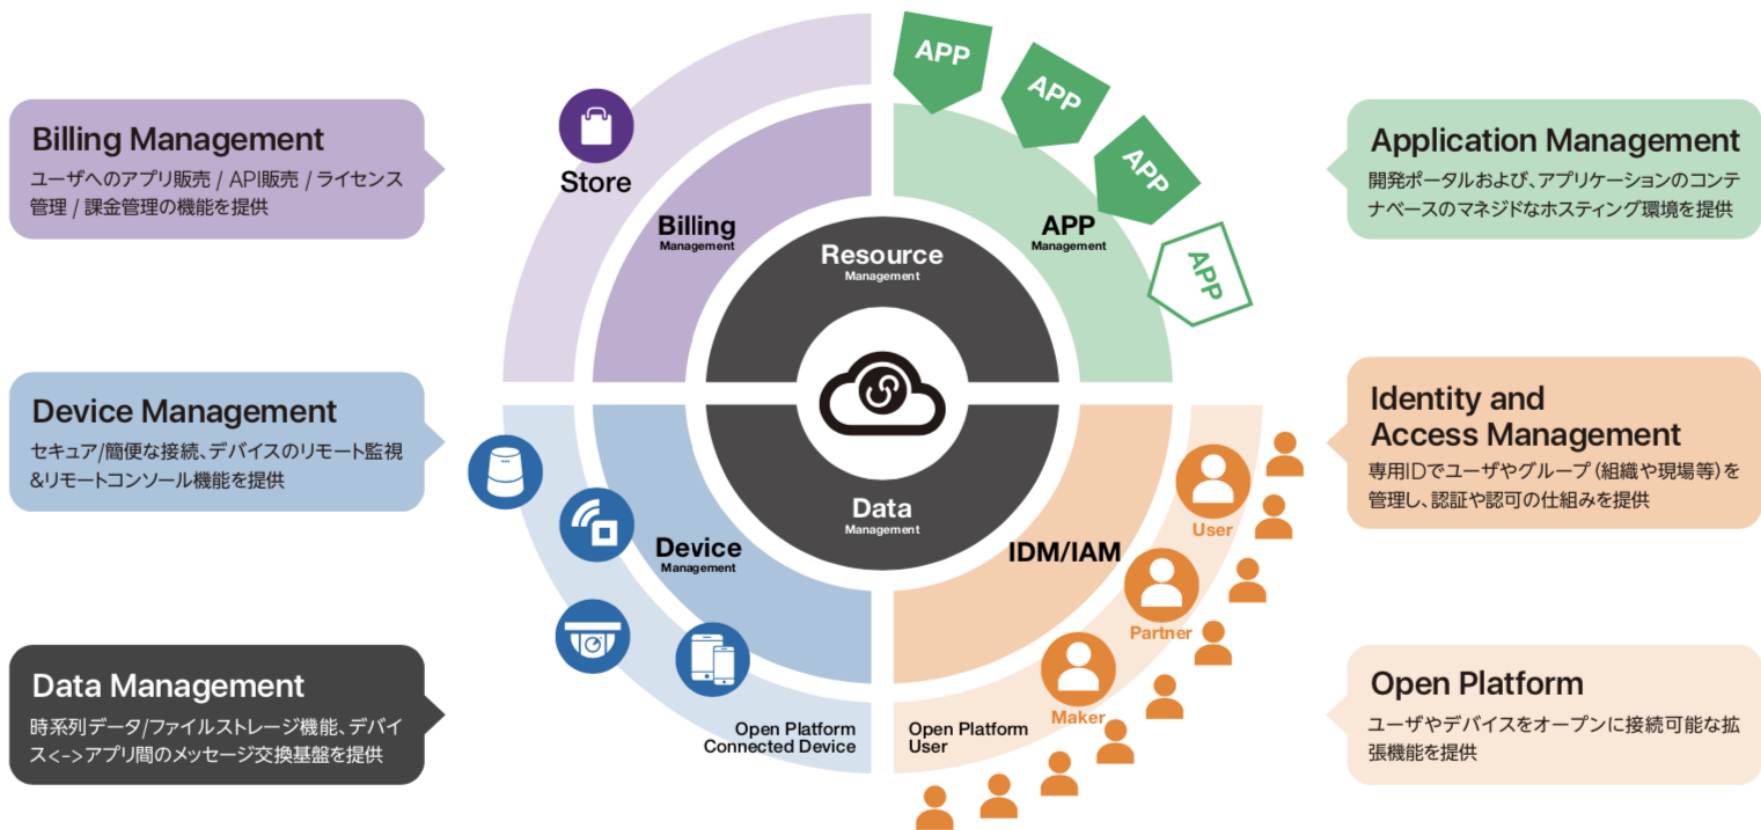 Billing Management
ユーザへのアプリ販売 / API販売 / ライセンス
管理 / 課金管理の機能を提供
Device Management
セキュア/簡便な接続、デバイスのリモート監視
&リモートコンソール機能を提供
Data Management
時系列データ/ファイルストレージ機能、デバイ
ス<->アプリ間のメッセージ交換基盤を提供
Store
Billing
Management
Resource
Management
APP
Management
APP
APP
APP
APP
Data
Management
Device
Management
IDM/IAM
User
Partner
Maker
Open Platform
Connected Device
Open Platform
User
Application Management
開発ポータルおよび、アプリケーションのコンテ
ナベースのマネジドなホスティング環境を提供
Identity and
Access Management
専用IDでユーザやグループ（組織や現場等）を
管理し、認証や認可の仕組みを提供
Open Platform
ユーザやデバイスをオープンに接続可能な拡
張機能を提供